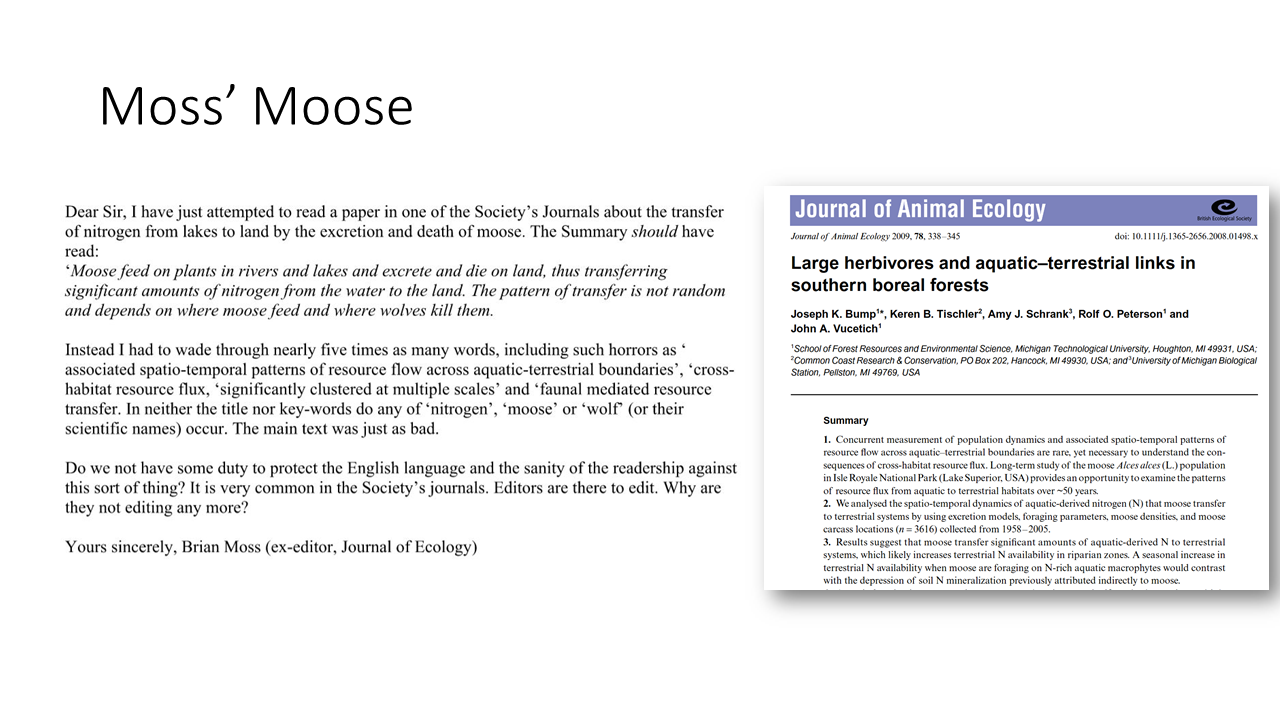 Moss’ Moose
Dear Sir, I have just attempted to read a paper in one of the Society’s Journals about the transfer
of nitrogen from lakes to land by the excretion and death of moose. The Summary should have
read:
‘Moose feed on plants in rivers and lakes and excrete and die on land, thus transferring
significant amounts of nitrogen from the water to the land. The pattern of transfer is not random
and depends on where moose feed and where wolves kill them.
Instead I had to wade through nearly five times as many words, including such horrors as ‘
associated spatio-temporal patterns of resource flow across aquatic-terrestrial boundaries’, ‘cross-
habitat resource flux, ‘significantly clustered at multiple scales’ and ‘faunal mediated resource
transfer. In neither the title nor key-words do any of ‘nitrogen’, ‘moose’ or ‘wolf’ (or their
scientific names) occur. The main text was just as bad.
Do we not have some duty to protect the English language and the sanity of the readership against
this sort of thing? It is very common in the Society’s journals. Editors are there to edit. Why are
they not editing any more?
Yours sincerely, Brian Moss (ex-editor, Journal of Ecology)
Journal of Animal Ecology
British Ecological Society
Journal of Animal Ecology 2009, 78, 338–345
doi: 10.1111/j.1365-2656.2008.01498.x
Large herbivores and aquatic–terrestrial links in
southern boreal forests
Joseph K. Bump¹*, Keren B. Tischler², Amy J. Schrank³, Rolf O. Peterson¹ and
John A. Vucetich¹
¹School of Forest Resources and Environmental Science, Michigan Technological University, Houghton, MI 49931, USA;
²Common Coast Research & Conservation, PO Box 202, Hancock, MI 49930, USA; and ³University of Michigan Biological
Station, Pellston, MI 49769, USA
Summary
1. Concurrent measurement of population dynamics and associated spatio-temporal patterns of
resource flow across aquatic–terrestrial boundaries are rare, yet necessary to understand the con-
sequences of cross-habitat resource flux. Long-term study of the moose Alces alces (L.) population
in Isle Royale National Park (Lake Superior, USA) provides an opportunity to examine the patterns
of resource flux from aquatic to terrestrial habitats over ~50 years.
2. We analysed the spatio-temporal dynamics of aquatic-derived nitrogen (N) that moose transfer
to terrestrial systems by using excretion models, foraging parameters, moose densities, and moose
carcass locations (n = 3616) collected from 1958–2005.
3. Results suggest that moose transfer significant amounts of aquatic-derived N to terrestrial
systems, which likely increases terrestrial N availability in riparian zones. A seasonal increase in
terrestrial N availability when moose are foraging on N-rich aquatic macrophytes would contrast
with the depression of soil N mineralization previously attributed indirectly to moose.